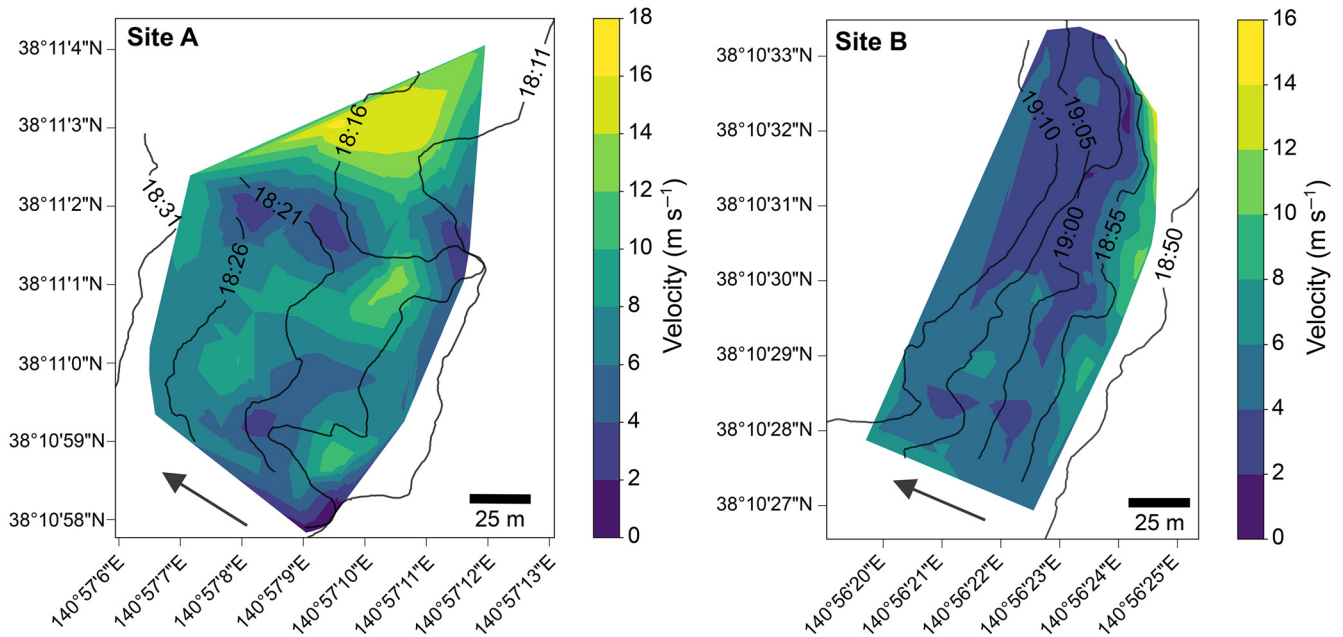 Site A
38°11'4"N
38°11'3"N
38°11'2"N
38°11'1"N
38°11'0"N
38°10'59"N
38°10'58"N
140°57'6"E
140°57'7"E
140°57'8"E
140°57'9"E
140°57'10"E
140°57'11"E
140°57'12"E
140°57'13"E
18:11
18:16
18:21
18:26
18:31
25 m
18
16
14
12
10
8
6
4
2
0
Velocity (m s⁻¹)
Site B
38°10'33"N
38°10'32"N
38°10'31"N
38°10'30"N
38°10'29"N
38°10'28"N
38°10'27"N
140°56'20"E
140°56'21"E
140°56'22"E
140°56'23"E
140°56'24"E
140°56'25"E
19:10
19:05
19:00
18:55
18:50
25 m
16
14
12
10
8
6
4
2
0
Velocity (m s⁻¹)